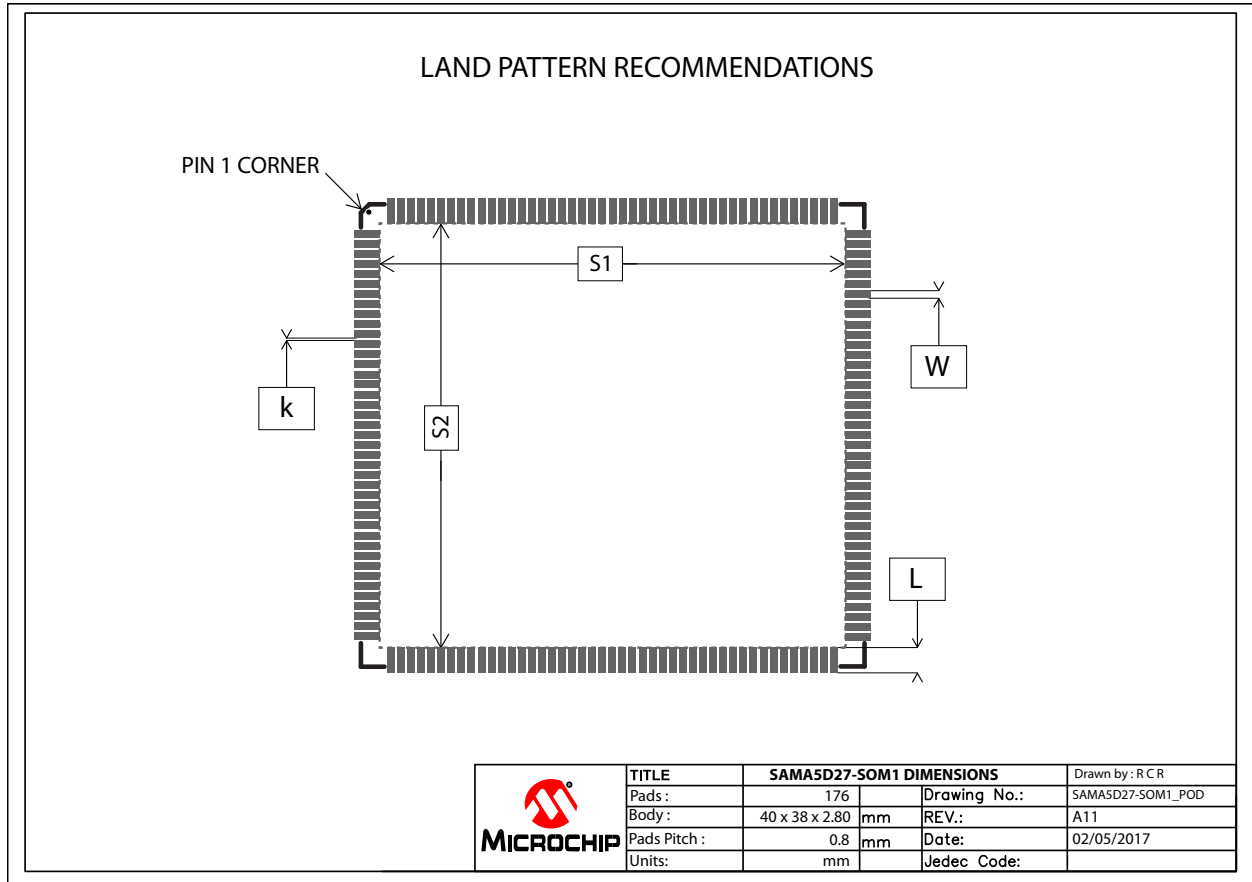 LAND PATTERN RECOMMENDATIONS
PIN 1 CORNER
S1
W
k
S2
L
MICROCHIP
TITLE SAMA5D27-SOM1 DIMENSIONS Drawn by : R C R
Pads : 176 Drawing No.: SAMA5D27-SOM1_POD
Body : 40 x 38 x 2.80 mm REV.: A11
Pads Pitch : 0.8 mm Date: 02/05/2017
Units: mm Jedec Code: